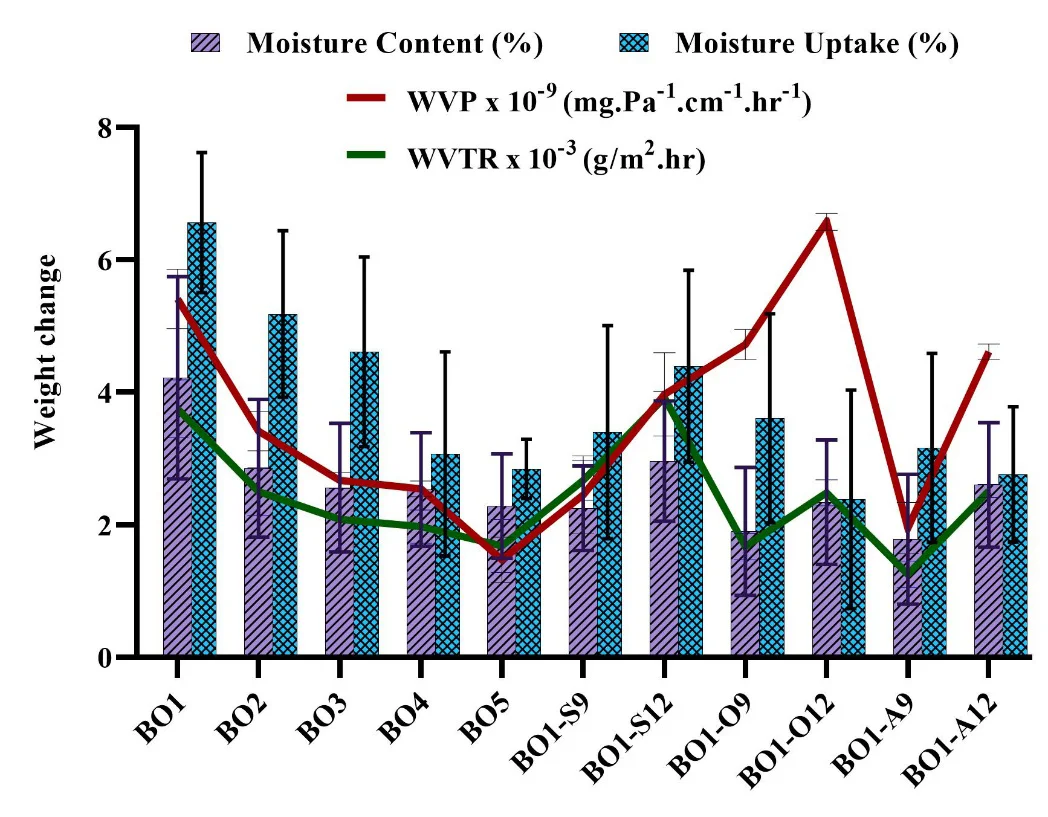 Moisture Content (%) Moisture Uptake (%)
WVP x 10⁻⁹ (mg.Pa⁻¹.cm⁻¹.hr⁻¹)
WVTR x 10⁻³ (g/m².hr)
Weight change
8
6
4
2
0
BO1 BO2 BO3 BO4 BO5 BO1-S9 BO1-S12 BO1-O9 BO1-O12 BO1-A9 BO1-A12